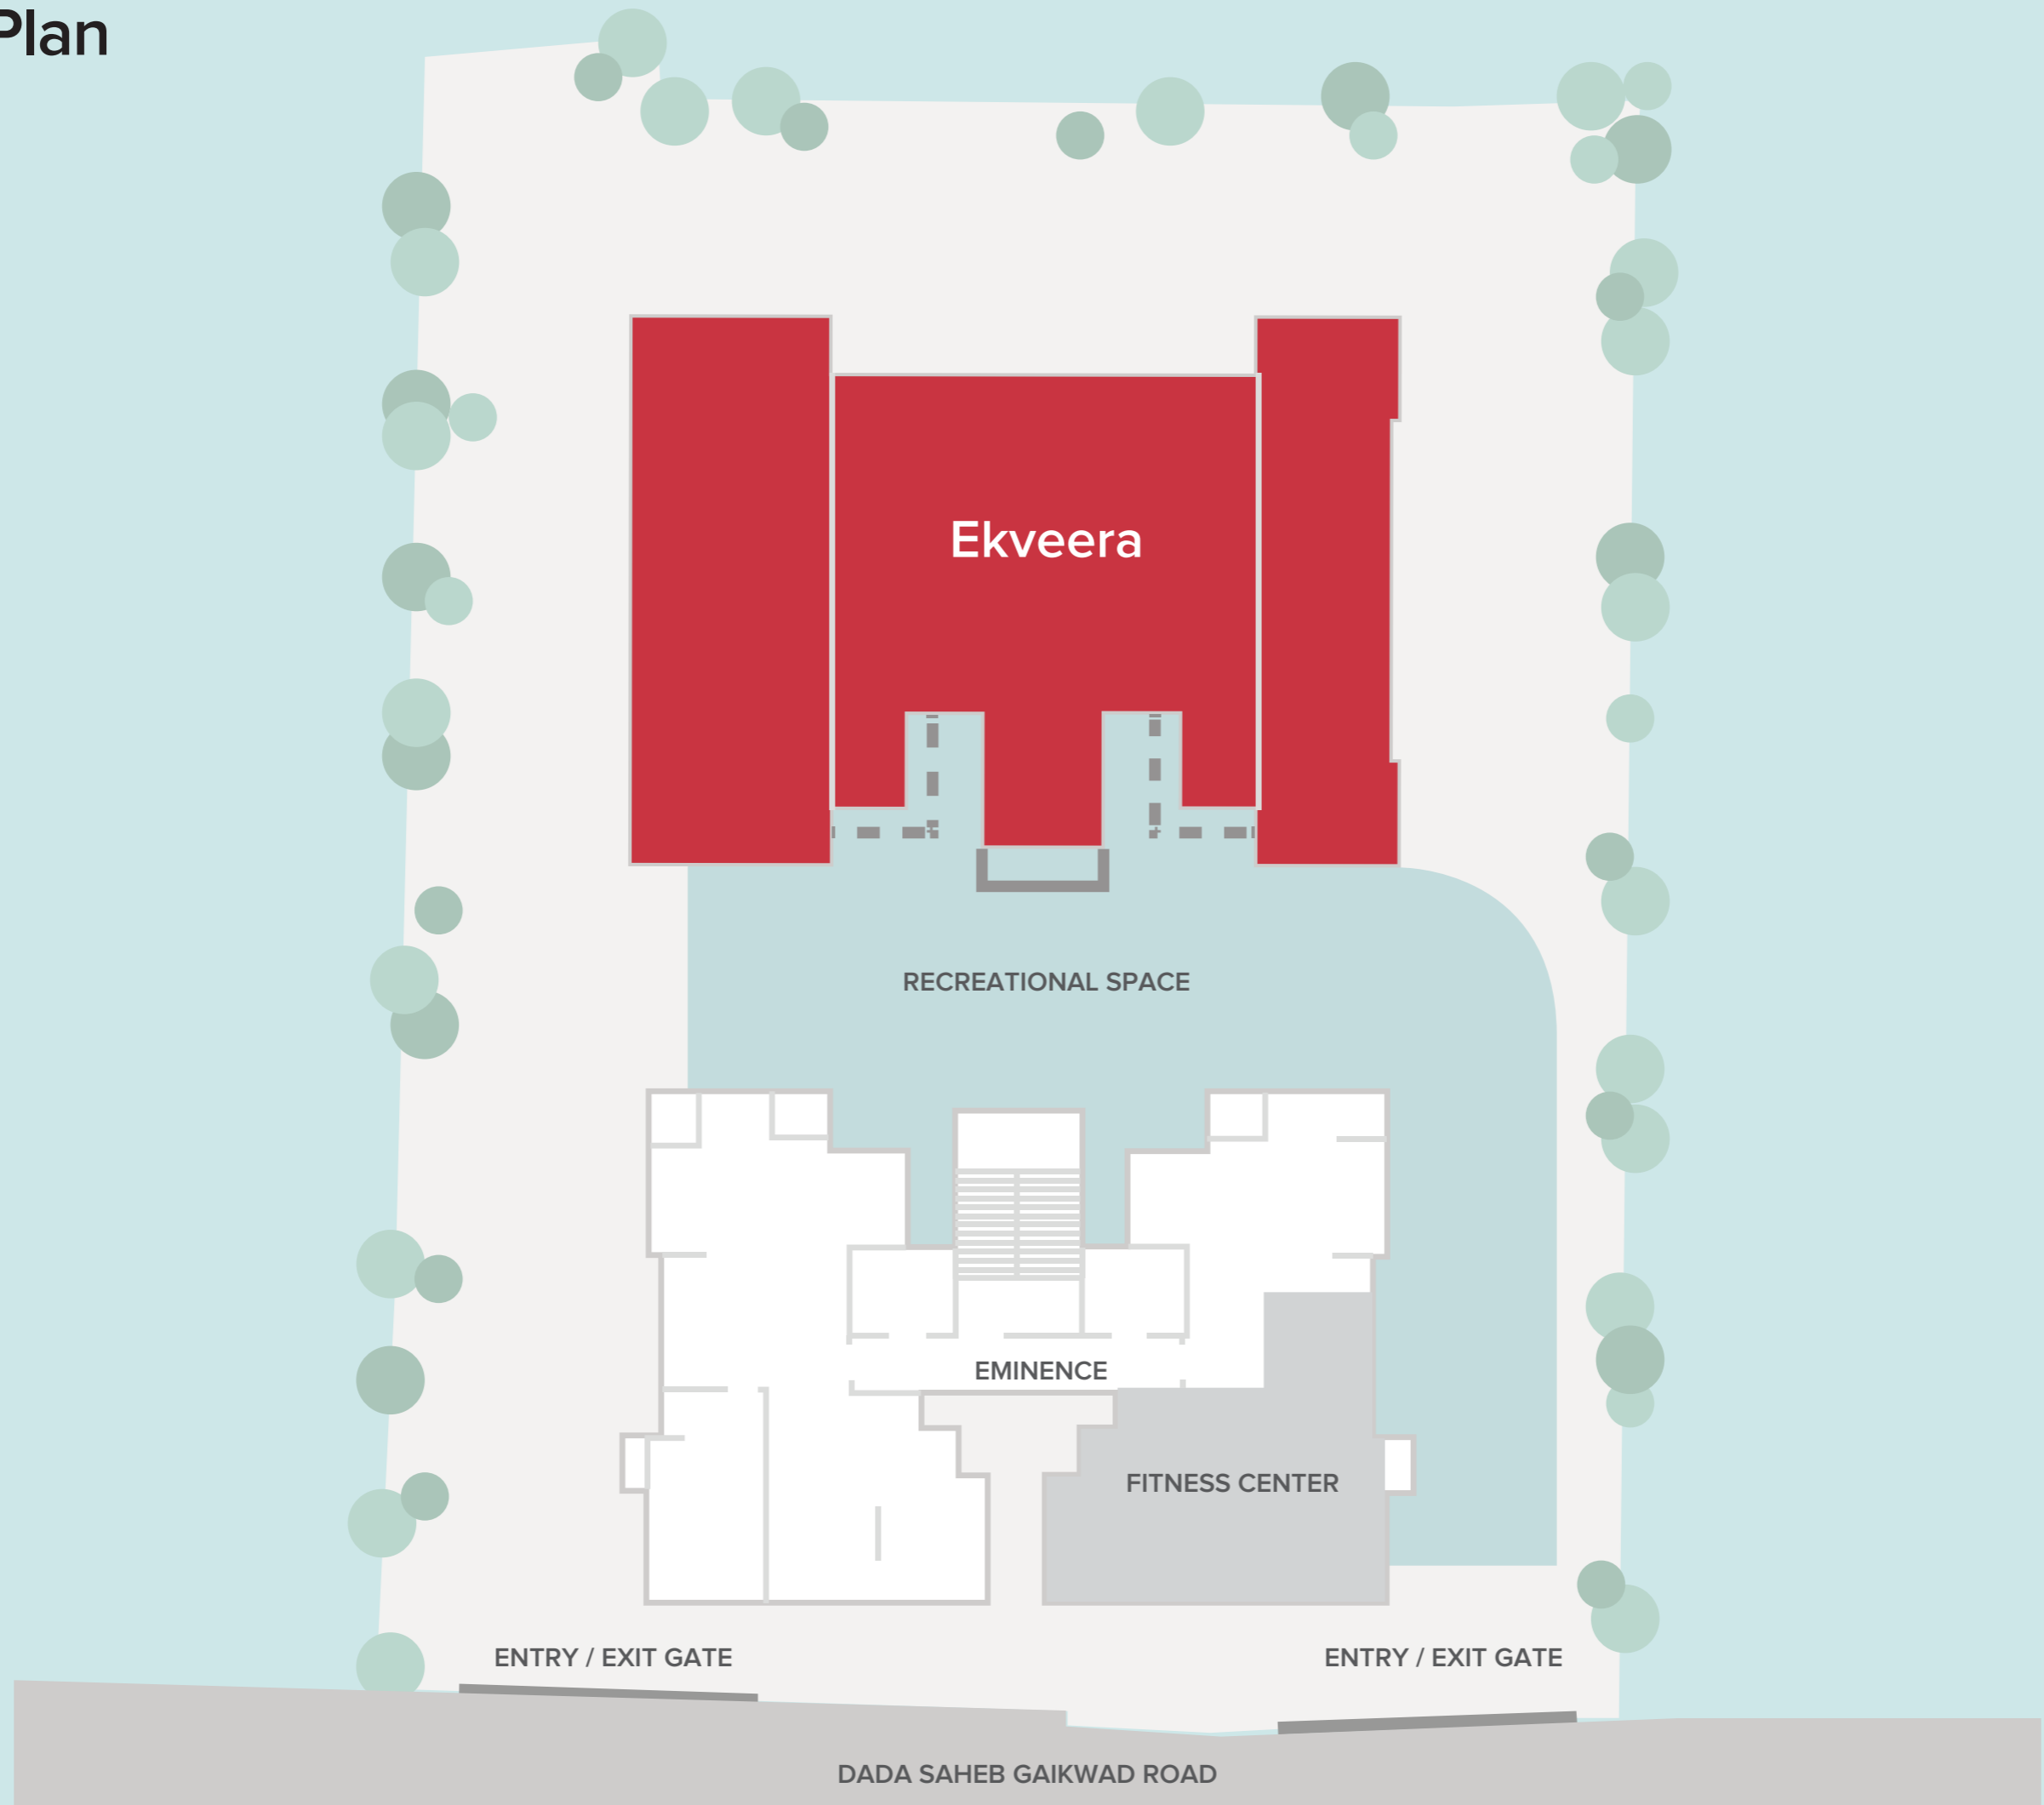 Plan
Ekveera
RECREATIONAL SPACE
EMINENCE
FITNESS CENTER
ENTRY / EXIT GATE
ENTRY / EXIT GATE
DADA SAHEB GAIKWAD ROAD